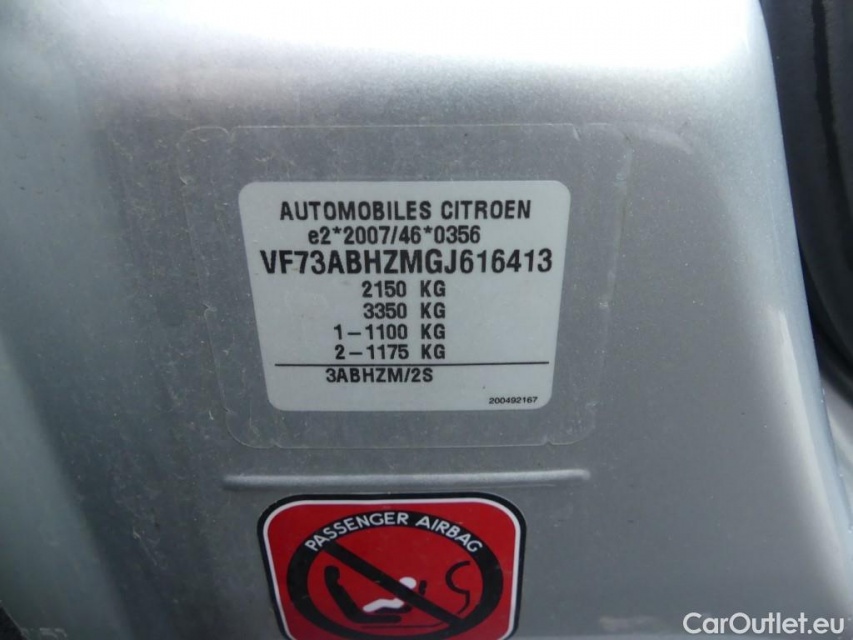 AUTOMOBILES CITROEN
e2*2007/46*0356
VF73ABHZMGJ616413
2150 KG
3350 KG
1-1100 KG
2-1175 KG
3ABHZM/2S
200492167
PASSENGER AIRBAG
CarOutlet.eu